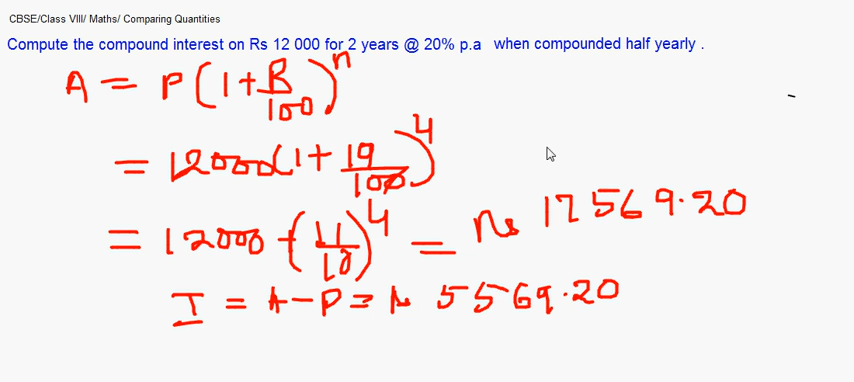 CBSE/Class VIII/ Maths/ Comparing Quantities
Compute the compound interest on Rs 12 000 for 2 years @ 20% p.a when compounded half yearly .
A = P(1+R/100)^n
= 12000(1+10/100)^4
= 12000 + (11/10)^4 = Rs 17569.20
I = A-P = Rs 5569.20